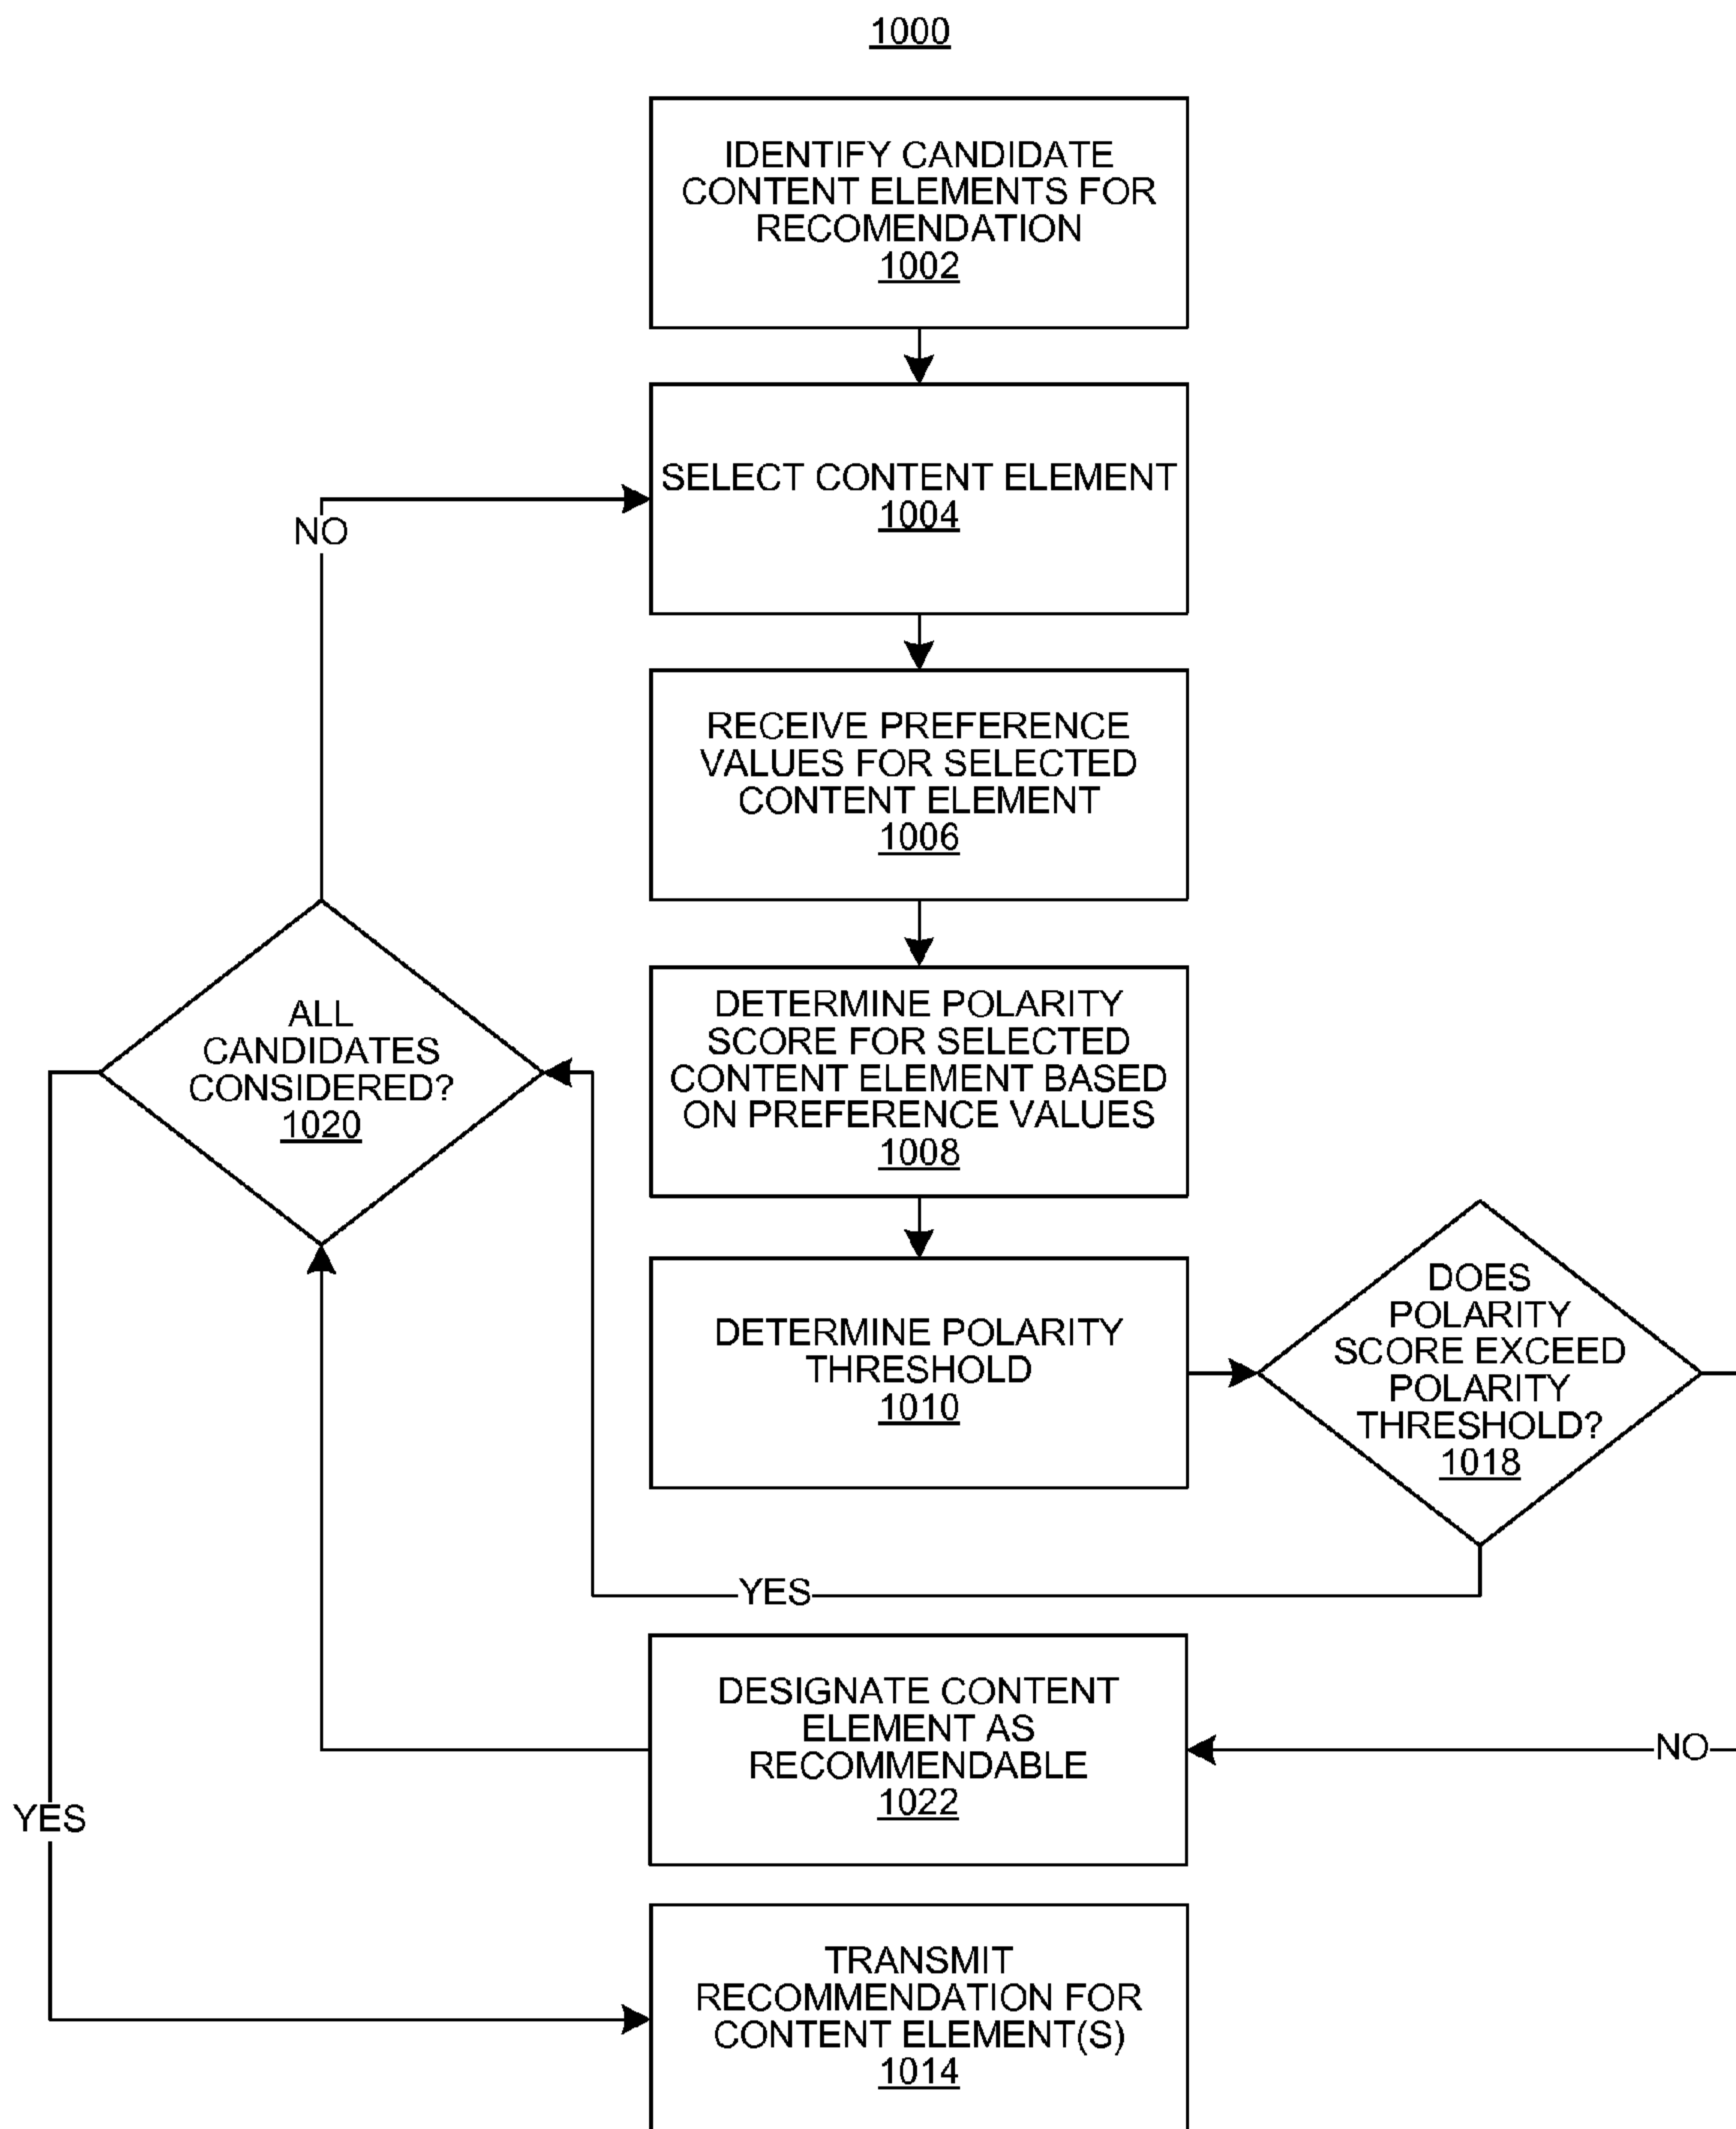 1000
IDENTIFY CANDIDATE
CONTENT ELEMENTS FOR
RECOMENDATION
1002
SELECT CONTENT ELEMENT
1004
NO
RECEIVE PREFERENCE
VALUES FOR SELECTED
CONTENT ELEMENT
1006
ALL
CANDIDATES
CONSIDERED?
1020
DETERMINE POLARITY
SCORE FOR SELECTED
CONTENT ELEMENT BASED
ON PREFERENCE VALUES
1008
DETERMINE POLARITY
THRESHOLD
1010
DOES
POLARITY
SCORE EXCEED
POLARITY
THRESHOLD?
1018
YES
DESIGNATE CONTENT
ELEMENT AS
RECOMMENDABLE
1022
NO
YES
TRANSMIT
RECOMMENDATION FOR
CONTENT ELEMENT(S)
1014